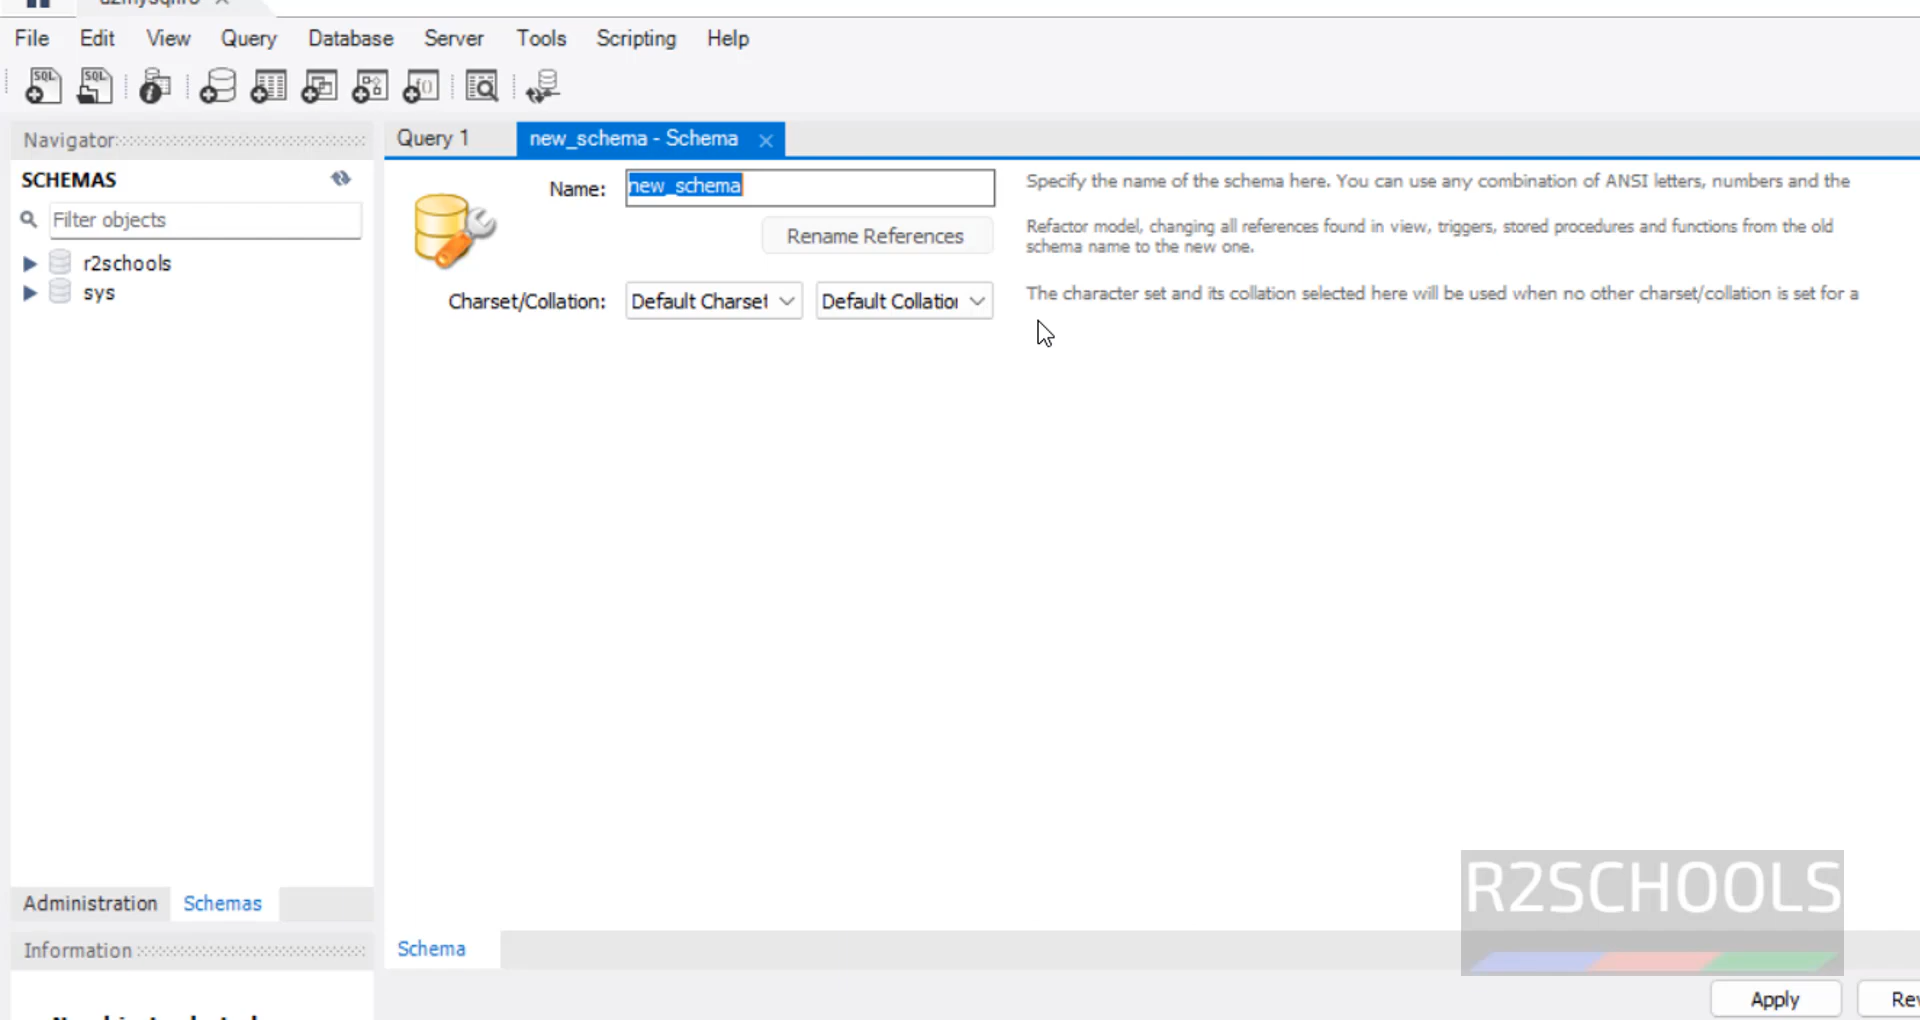 File Edit View Query Database Server Tools Scripting Help
SQL SQL
Navigator
Query 1
new_schema - Schema
SCHEMAS
Filter objects
r2schools
sys
Name: new_schema
Specify the name of the schema here. You can use any combination of ANSI letters, numbers and the
Rename References
Refactor model, changing all references found in view, triggers, stored procedures and functions from the old
schema name to the new one.
Charset/Collation: Default Charset Default Collation
The character set and its collation selected here will be used when no other charset/collation is set for a
Administration Schemas
Information
Schema
R2SCHOOLS
Apply